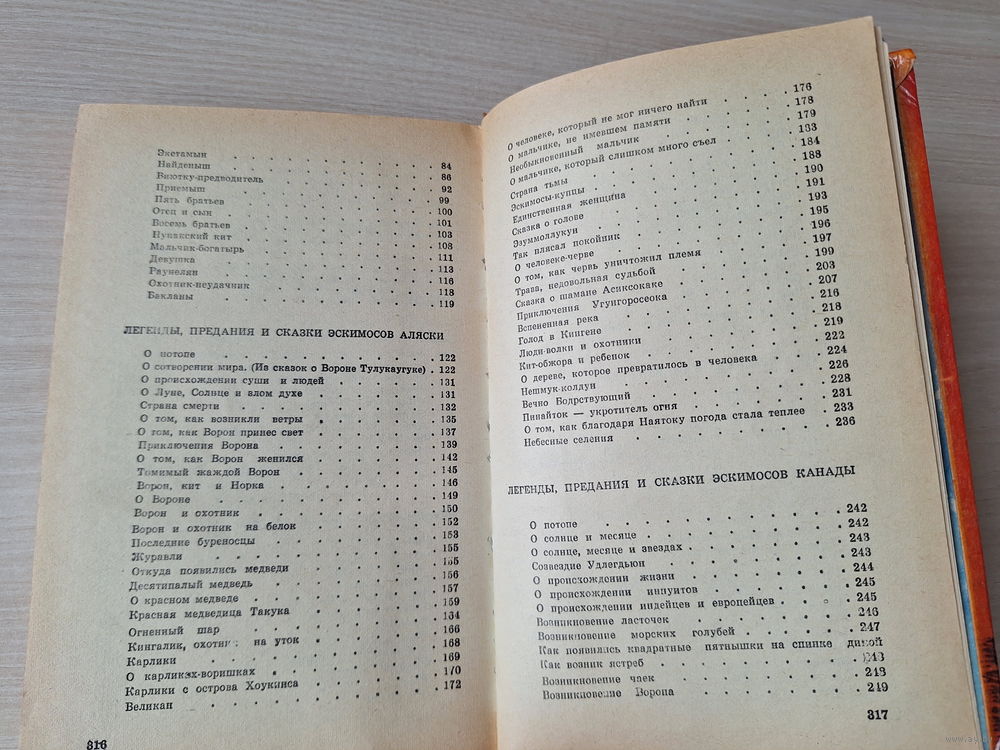 Экетамын 84
Найденыш 86
Виютку-предводитель 92
Приемыш 99
Пять братьев 100
Отец и сын 101
Восемь братьев 103
Нунакский кит 108
Мальчик-богатырь 111
Девушка 113
Раунелян 116
Охотник-неудачник 118
Бакланы 119
ЛЕГЕНДЫ, ПРЕДАНИЯ И СКАЗКИ ЭСКИМОСОВ АЛЯСКИ
О потопе 122
О сотворении мира. (Из сказок о Вороне Тулукаугуке) 122
О происхождении суши и людей 131
О Луне, Солнце и злом духе 131
Страна смерти 132
О том, как возникли ветры 135
О том, как Ворон принес свет 137
Приключения Ворона 139
О том, как Ворон женился 142
Томимый жаждой Ворон 145
Ворон, кит и Норка 146
О Вороне 149
Ворон и охотник 150
Ворон и охотник на белок 152
Последние буреносцы 153
Журавли 155
Откуда появились медведи 155
Десятипалый медведь 156
О красном медведе 157
Красная медведица Такука 159
Огненный шар 164
Кингалик, охотник на уток 166
Карлики 168
О карликах-воришках 169
Карлики с острова Хоукинса 170
Великан 172
316
О человеке, который не мог ничего найти 176
О мальчике, не имевшем памяти 178
Необыкновенный мальчик 179
О мальчике, который слишком много съел 183
Страна тьмы 184
Эскимосы-купцы 188
Единственная женщина 190
Сказка о голове 191
Эзуммоллукун 193
Так плясал покойник 195
О человеке-черве 196
О том, как червь уничтожил племя 197
Трава, недовольная судьбой 199
Сказка о шамане Асиксокаке 203
Приключения Угунгоросеока 207
Вспененная река 216
Голод в Кингене 218
Люди-волки и охотники 219
Кит-обжора и ребенок 222
О дереве, которое превратилось в человека 224
Нешмук-колдун 226
Вечно Бодрствующий 228
Пинайток — укротитель огня 231
О том, как благодаря Наятоку погода стала теплее 233
Небесные селения 236
ЛЕГЕНДЫ, ПРЕДАНИЯ И СКАЗКИ ЭСКИМОСОВ КАНАДЫ
О потопе 242
О солнце и месяце 242
О солнце, месяце и звездах 243
Созвездие Удлегдьюн 243
О происхождении жизни 244
О происхождении иннуитов 245
О происхождении индейцев и европейцев 245
Возникновение ласточек 246
Возникновение морских голубей 247
Как появились квадратные пятнышки на спинке дикой
Как возник ястреб 248
Возникновение чаек 248
Возникновение Ворона 249
317